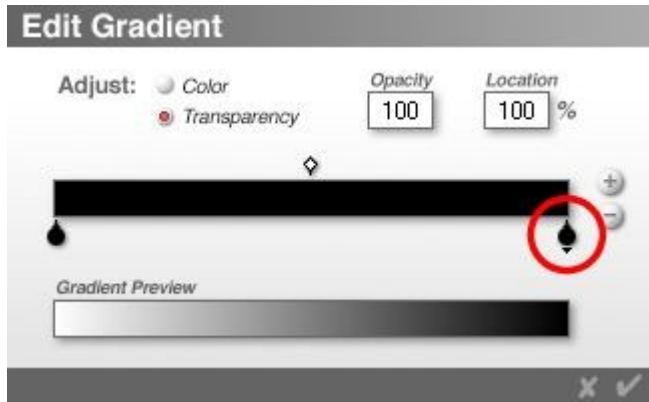 Edit Gradient
Adjust: Color Opacity Location
Transparency 100 100 %
Gradient Preview